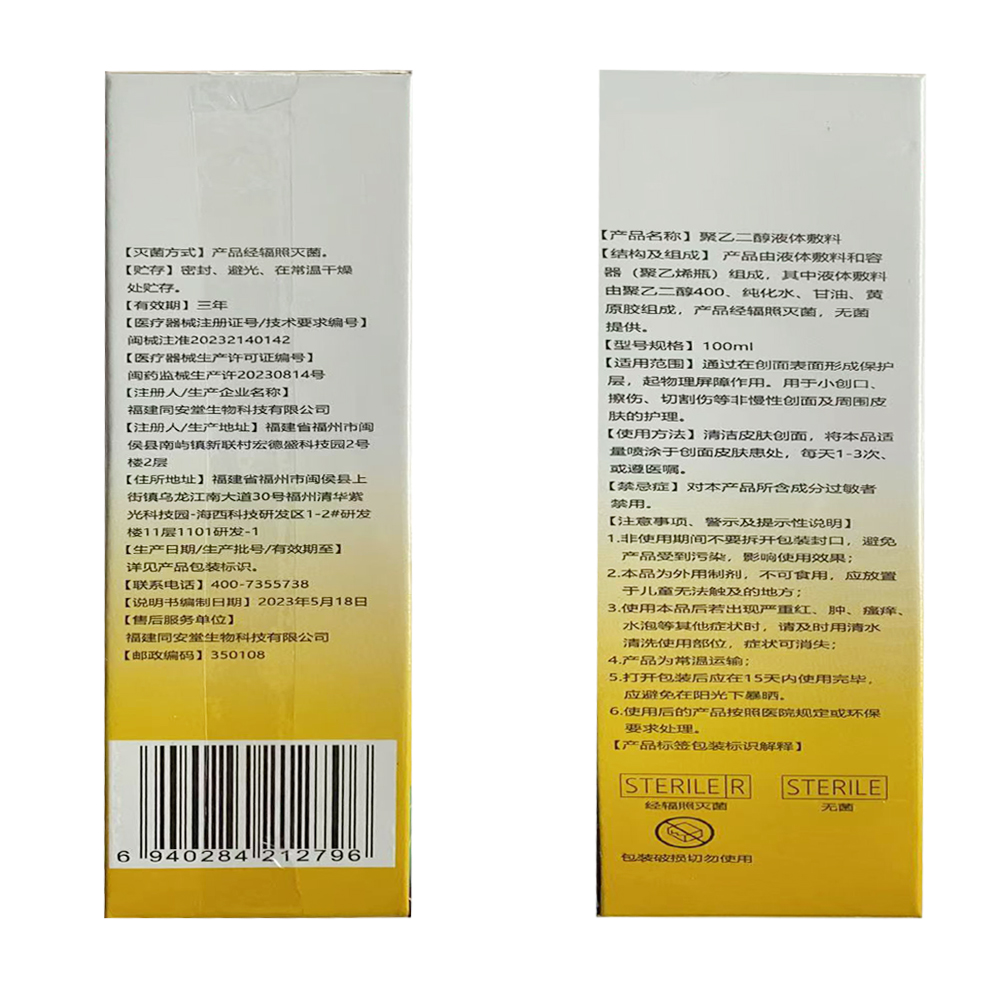 【灭菌方式】产品经辐照灭菌。
【贮存】密封、避光、在常温干燥
处贮存。
【有效期】三年
【医疗器械注册证号/技术要求编号】
闽械注准20232140142
【医疗器械生产许可证编号】
闽药监械生产许20230814号
【注册人/生产企业名称】
福建同安堂生物科技有限公司
【注册人/生产地址】福建省福州市闽
侯县南屿镇新联村宏德盛科技园2号
楼2层
【住所地址】福建省福州市闽侯县上
街镇乌龙江南大道30号福州清华紫
光科技园-海西科技研发区1-2#研发
楼11层1101研发-1
【生产日期/生产批号/有效期至】
详见产品包装标识。
【联系电话】400-7355738
【说明书编制日期】2023年5月18日
【售后服务单位】
福建同安堂生物科技有限公司
【邮政编码】350108
6 940284 212796
【产品名称】聚乙二醇液体敷料
【结构及组成】产品由液体敷料和容
器（聚乙烯瓶）组成，其中液体敷料
由聚乙二醇400、纯化水、甘油、黄
原胶组成，产品经辐照灭菌，无菌
提供。
【型号规格】100ml
【适用范围】通过在创面表面形成保护
层，起物理屏障作用。用于小创口、
擦伤、切割伤等非慢性创面及周围皮
肤的护理。
【使用方法】清洁皮肤创面，将本品适
量喷涂于创面皮肤患处，每天1-3次、
或遵医嘱。
【禁忌症】对本产品所含成分过敏者
禁用。
【注意事项、警示及提示性说明】
1.非使用期间不要拆开包装封口，避免
产品受到污染，影响使用效果；
2.本品为外用制剂，不可食用，应放置
于儿童无法触及的地方；
3.使用本品后若出现严重红、肿、瘙痒、
水泡等其他症状时，请及时用清水
清洗使用部位，症状可消失；
4.产品为常温运输；
5.打开包装后应在15天内使用完毕，
应避免在阳光下暴晒。
6.使用后的产品按照医院规定或环保
要求处理。
【产品标签包装标识解释】
STERILE R
STERILE
经辐照灭菌
无菌
包装破损切勿使用